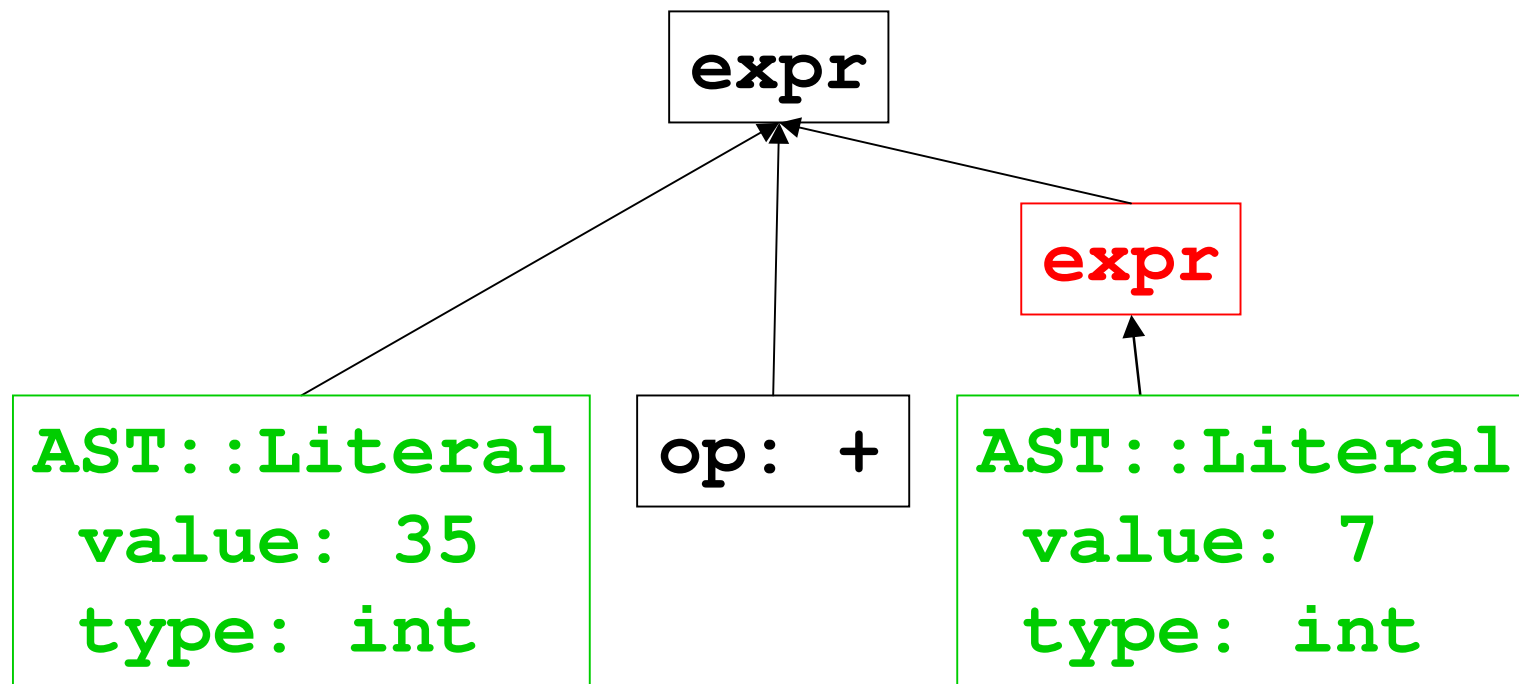 expr
expr
AST::Literal
value: 35
type: int
op: +
AST::Literal
value: 7
type: int